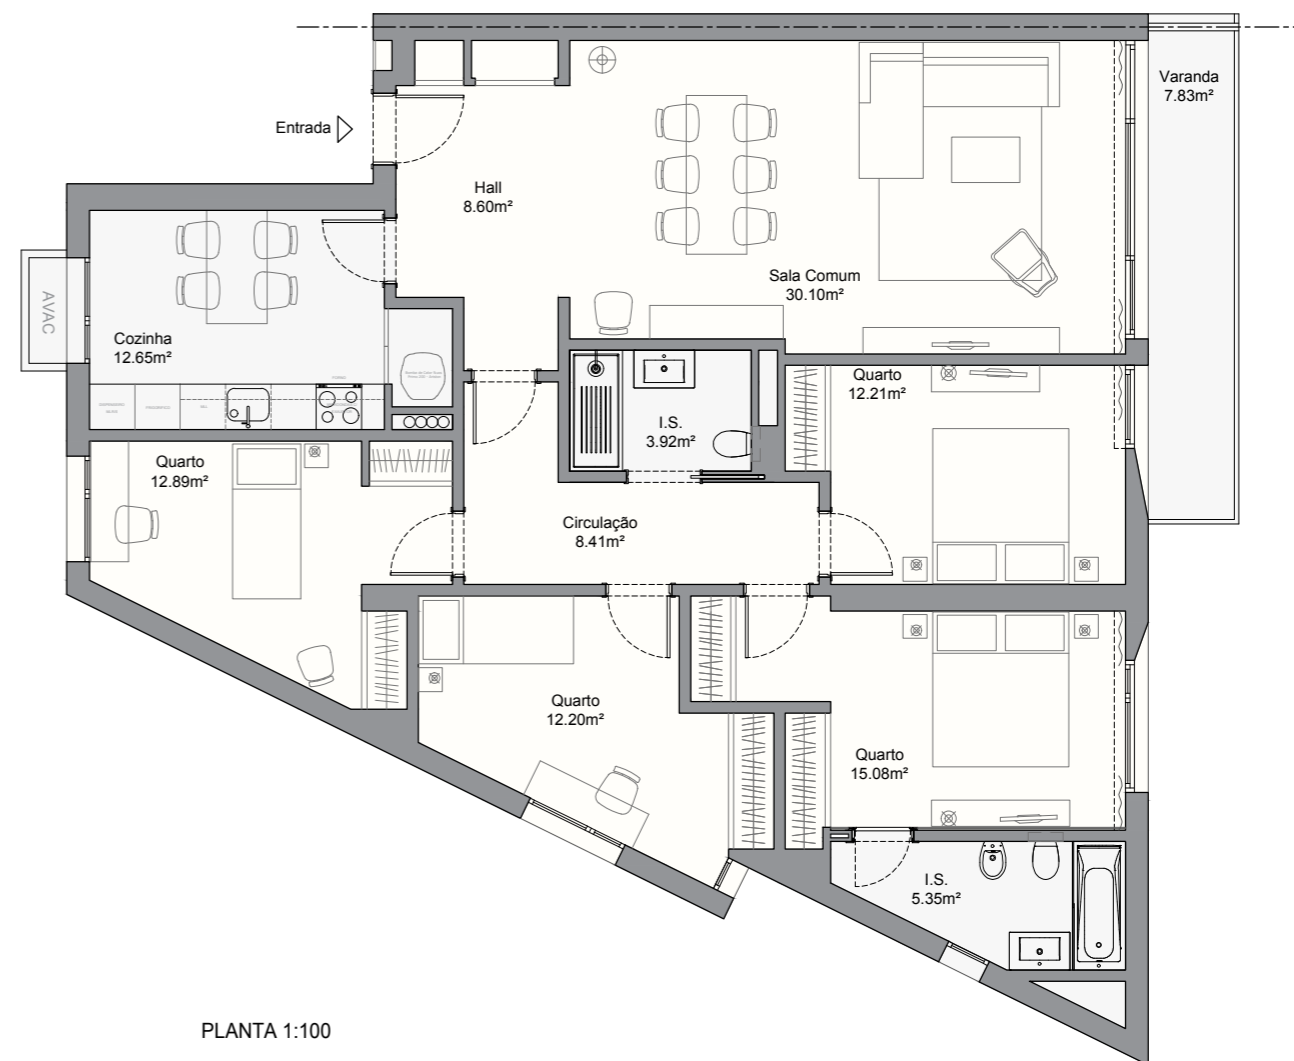 Varanda
7.83m²
Entrada
Hall
8.60m²
Sala Comum
30.10m²
AVAC
Cozinha
12.65m²
Quarto
12.21m²
I.S.
3.92m²
Quarto
12.89m²
Circulação
8.41m²
Quarto
12.20m²
Quarto
15.08m²
I.S.
5.35m²
PLANTA 1:100